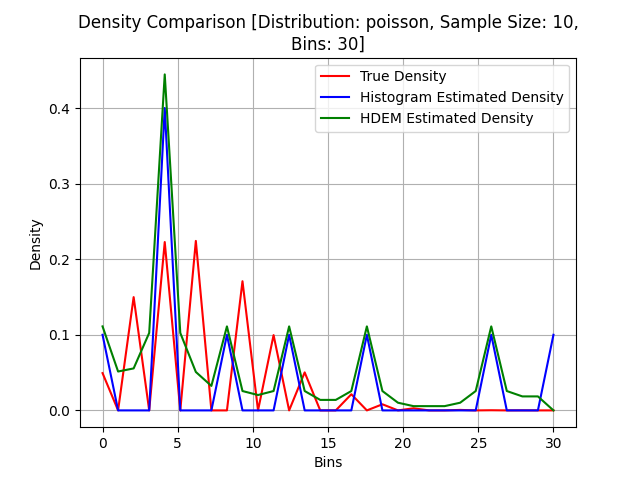 Density Comparison [Distribution: poisson, Sample Size: 10,
Bins: 30]
True Density
Histogram Estimated Density
HDEM Estimated Density
Density
0.4
0.3
0.2
0.1
0.0
0 5 10 15 20 25 30
Bins